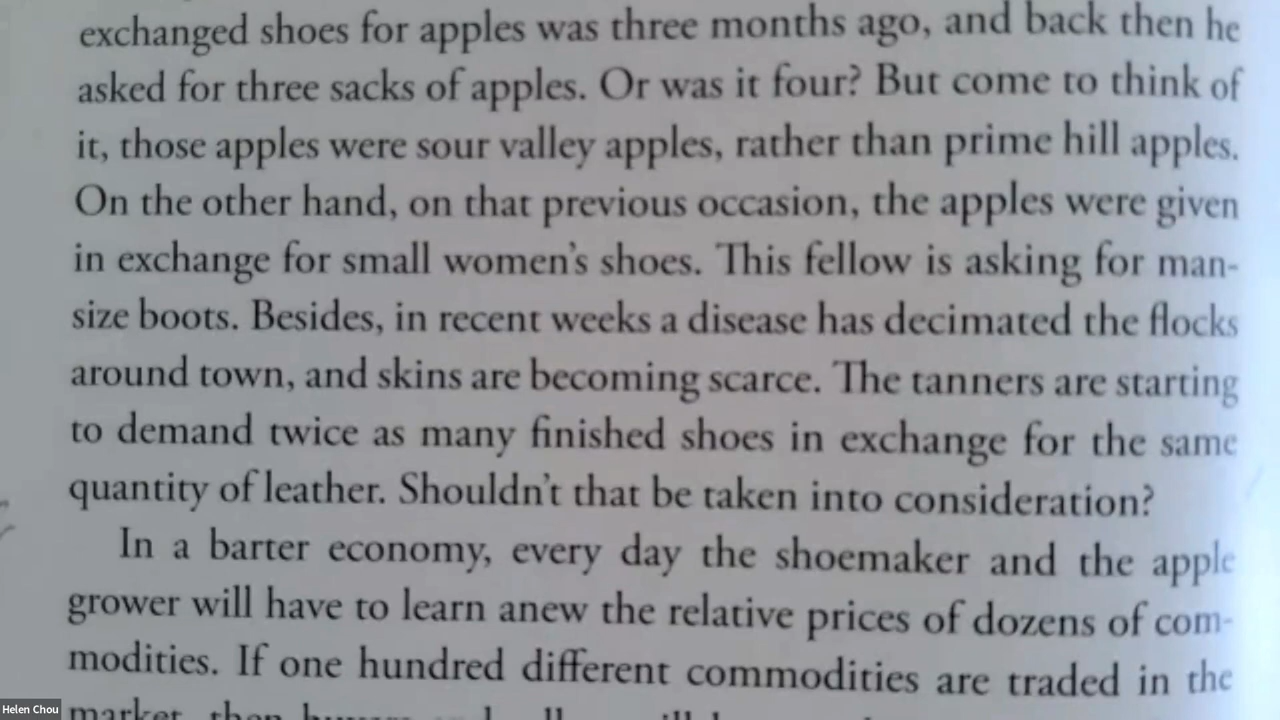 exchanged shoes for apples was three months ago, and back then he
asked for three sacks of apples. Or was it four? But come to think of
it, those apples were sour valley apples, rather than prime hill apples.
On the other hand, on that previous occasion, the apples were given
in exchange for small women's shoes. This fellow is asking for man-
size boots. Besides, in recent weeks a disease has decimated the flocks
around town, and skins are becoming scarce. The tanners are starting
to demand twice as many finished shoes in exchange for the same
quantity of leather. Shouldn't that be taken into consideration?
In a barter economy, every day the shoemaker and the apple
grower will have to learn anew the relative prices of dozens of com-
modities. If one hundred different commodities are traded in the
market, then
Helen Chou